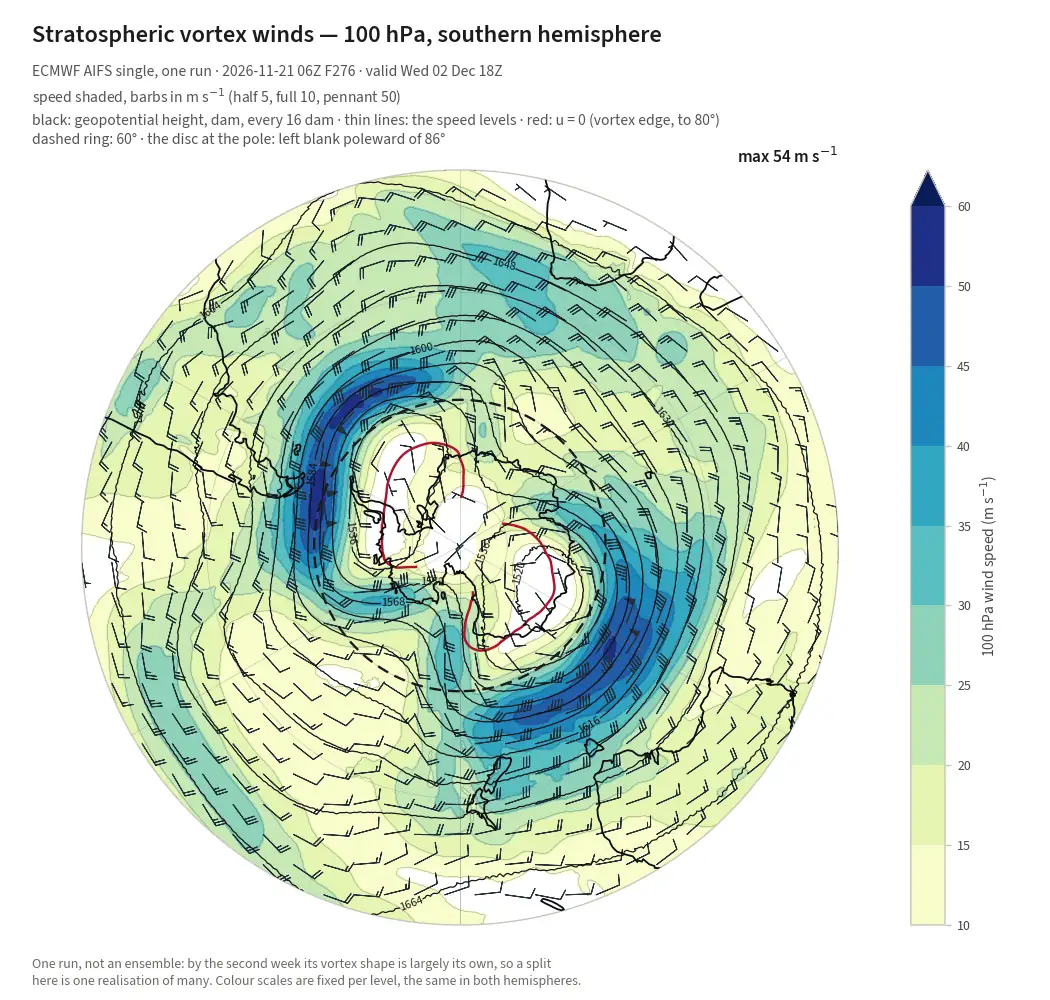 Stratospheric vortex winds — 100 hPa, southern hemisphere
ECMWF AIFS single, one run · 2026-11-21 06Z F276 · valid Wed 02 Dec 18Z
speed shaded, barbs in m s⁻¹ (half 5, full 10, pennant 50)
black: geopotential height, dam, every 16 dam · thin lines: the speed levels · red: u = 0 (vortex edge, to 80°)
dashed ring: 60° · the disc at the pole: left blank poleward of 86°
max 54 m s⁻¹
60
50
45
40
35
30
25
20
15
10
100 hPa wind speed (m s⁻¹)
1648
1600
1584
1536
1520
1568
1616
1664
One run, not an ensemble: by the second week its vortex shape is largely its own, so a split
here is one realisation of many. Colour scales are fixed per level, the same in both hemispheres.